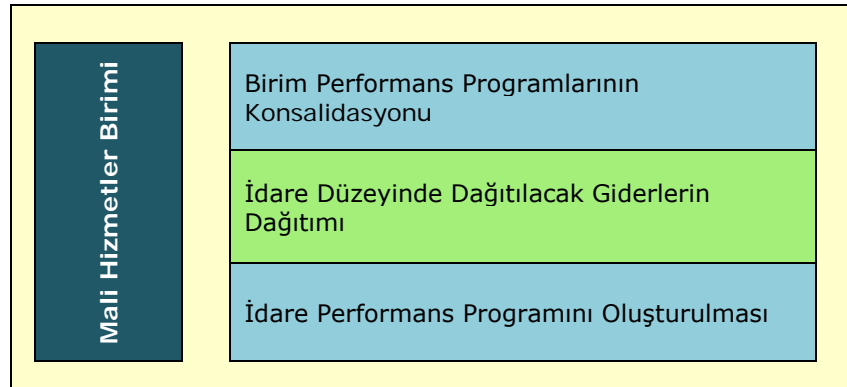 Mali Hizmetler Birimi
Birim Performans Programlarının
Konsalidasyonu
İdare Düzeyinde Dağıtılacak Giderlerin
Dağıtımı
İdare Performans Programını Oluşturulması